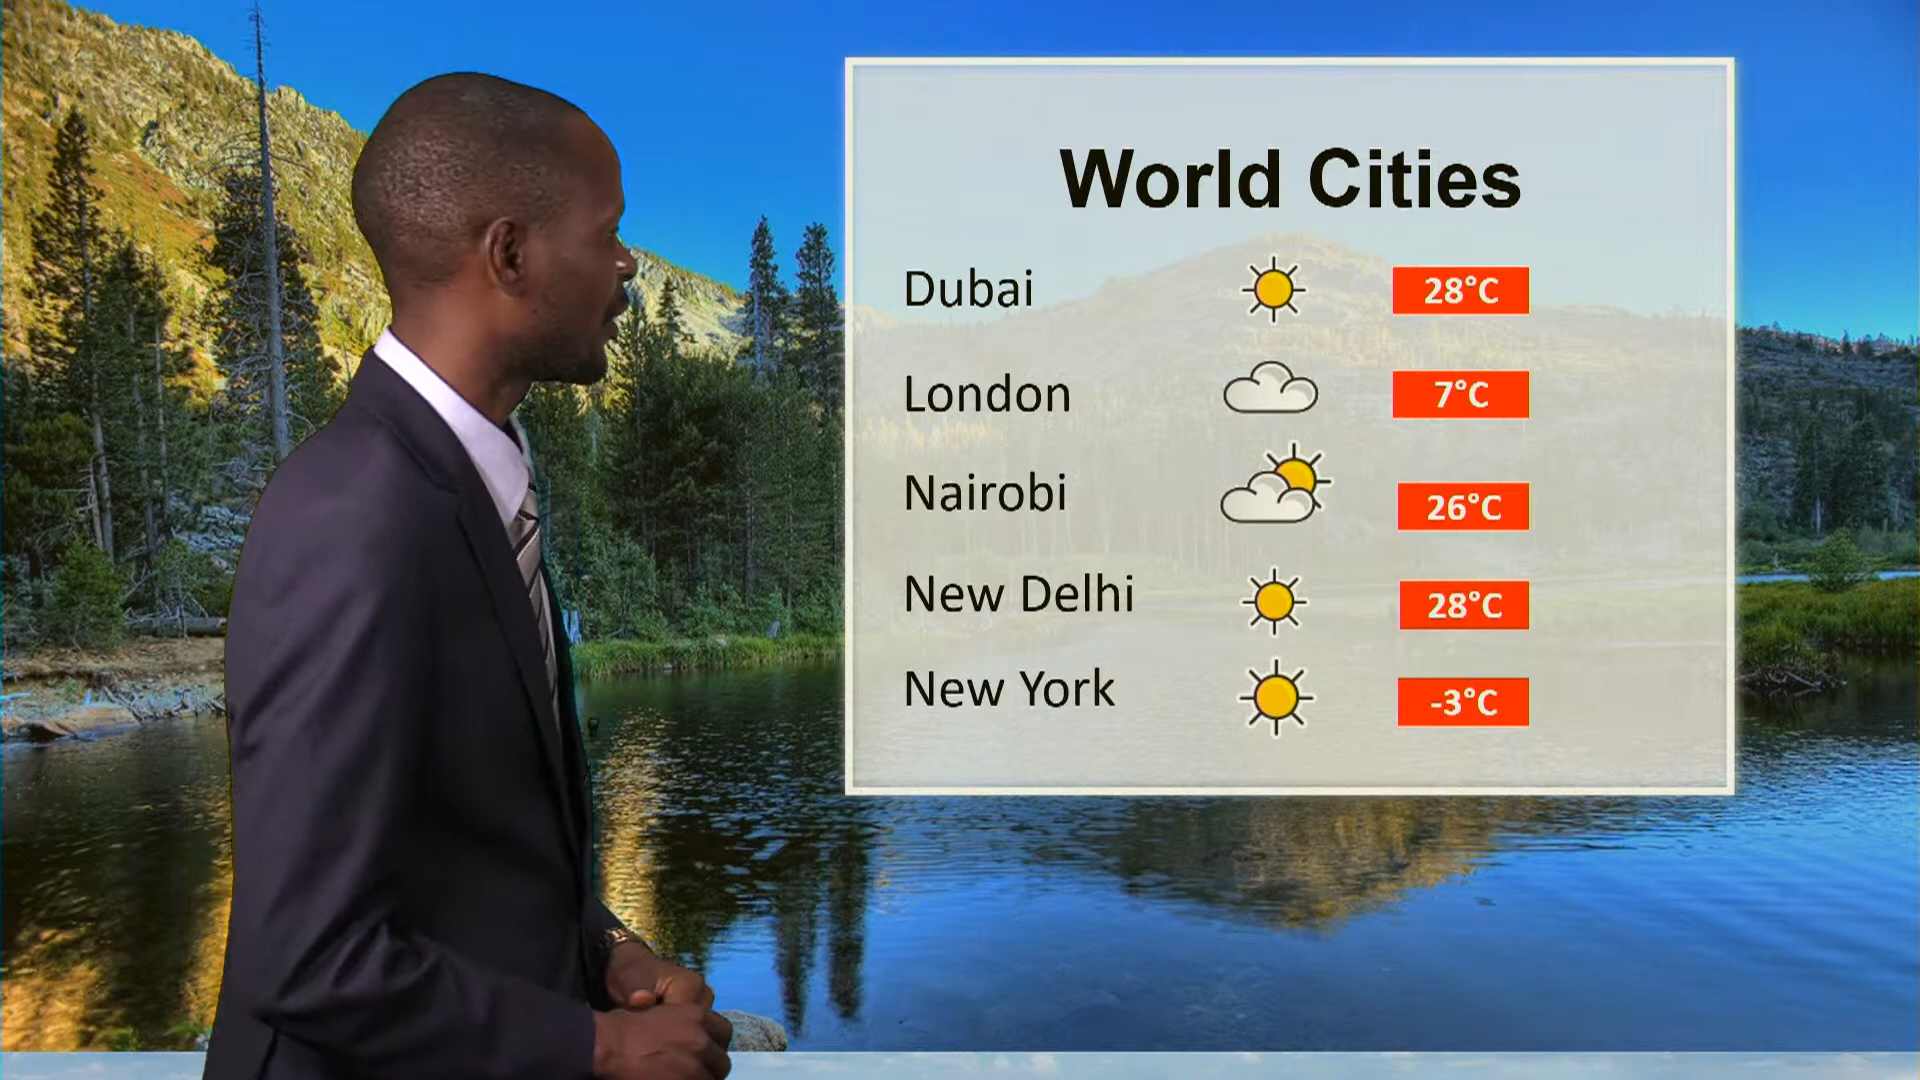 World Cities
Dubai 28°C
London 7°C
Nairobi 26°C
New Delhi 28°C
New York -3°C